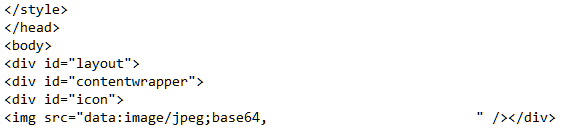 </style>
</head>
<body>
<div id="layout">
<div id="contentwrapper">
<div id="icon">
<img src="data:image/jpeg;base64,                              " /></div>